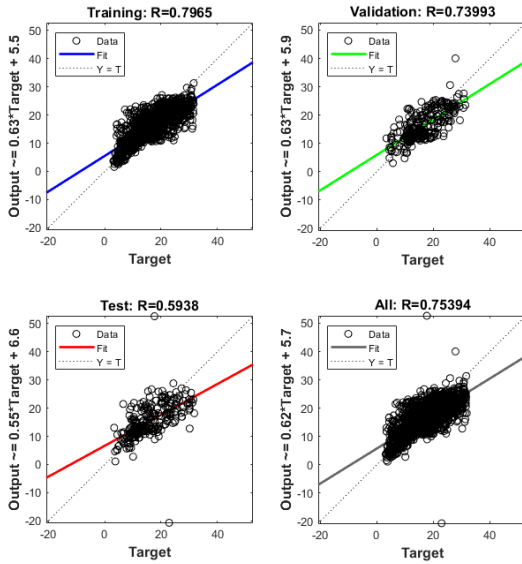 Training: R=0.7965
Output ~= 0.63*Target + 5.5
50
40
30
20
10
0
-10
-20
Data
Fit
Y = T
-20
0
20
40
Target
Validation: R=0.73993
Output ~= 0.63*Target + 5.9
50
40
30
20
10
0
-10
-20
Data
Fit
Y = T
-20
0
20
40
Target
Test: R=0.5938
Output ~= 0.55*Target + 6.6
50
40
30
20
10
0
-10
-20
Data
Fit
Y = T
-20
0
20
40
Target
All: R=0.75394
Output ~= 0.62*Target + 5.7
50
40
30
20
10
0
-10
-20
Data
Fit
Y = T
-20
0
20
40
Target